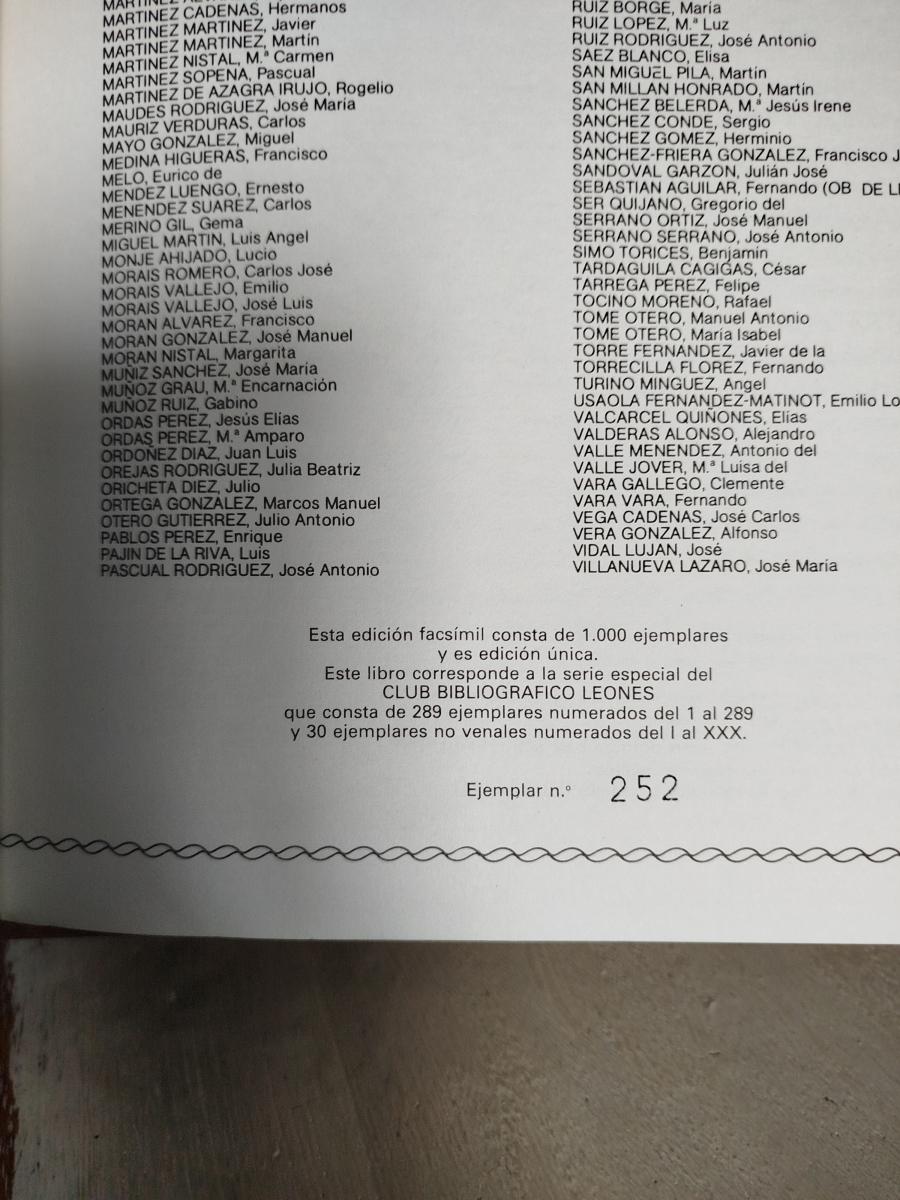 MARTINEZ CADENAS, Hermanos
MARTINEZ MARTINEZ, Javier
MARTINEZ MARTINEZ, Martín
MARTINEZ NISTAL, M.ª Carmen
MARTINEZ SOPENA, Pascual
MARTINEZ DE AZAGRA IRUJO, Rogelio
MAUDES RODRIGUEZ, José María
MAURIZ VERDURAS, Carlos
MAYO GONZALEZ, Miguel
MEDINA HIGUERAS, Francisco
MELO, Eurico de
MENDEZ LUENGO, Ernesto
MENENDEZ SUAREZ, Carlos
MERINO GIL, Gema
MIGUEL MARTIN, Luis Angel
MONJE AHIJADO, Lucio
MORAIS ROMERO, Carlos José
MORAIS VALLEJO, Emilio
MORAIS VALLEJO, José Luis
MORAN ALVAREZ, Francisco
MORAN GONZALEZ, José Manuel
MORAN NISTAL, Margarita
MUÑIZ SANCHEZ, José María
MUÑOZ GRAU, M.ª Encarnación
MUÑOZ RUIZ, Gabino
ORDAS PEREZ, Jesús Elías
ORDAS PEREZ, M.ª Amparo
ORDOÑEZ DIAZ, Juan Luis
OREJAS RODRIGUEZ, Julia Beatriz
ORICHETA DIEZ, Julio
ORTEGA GONZALEZ, Marcos Manuel
OTERO GUTIERREZ, Julio Antonio
PABLOS PEREZ, Enrique
PAJIN DE LA RIVA, Luis
PASCUAL RODRIGUEZ, José Antonio
RUIZ BORGE, María
RUIZ LOPEZ, M.ª Luz
RUIZ RODRIGUEZ, José Antonio
SAEZ BLANCO, Elisa
SAN MIGUEL PILA, Martín
SAN MILLAN HONRADO, Martín
SANCHEZ BELERDA, M.ª Jesús Irene
SANCHEZ CONDE, Sergio
SANCHEZ GOMEZ, Herminio
SANCHEZ-FRIERA GONZALEZ, Francisco J
SANDOVAL GARZON, Julián José
SEBASTIAN AGUILAR, Fernando (OB DE
SER QUIJANO, Gregorio del
SERRANO ORTIZ, José Manuel
SERRANO SERRANO, José Antonio
SIMO TORICES, Benjamín
TARDAGUILA CAGIGAS, César
TARREGA PEREZ, Felipe
TOCINO MORENO, Rafael
TOME OTERO, Manuel Antonio
TOME OTERO, María Isabel
TORRE FERNANDEZ, Javier de la
TORRECILLA FLOREZ, Fernando
TURINO MINGUEZ, Angel
USAOLA FERNANDEZ-MATINOT, Emilio Lo
VALCARCEL QUIÑONES, Elías
VALDERAS ALONSO, Alejandro
VALLE MENENDEZ, Antonio del
VALLE JOVER, M.ª Luisa del
VARA GALLEGO, Clemente
VARA VARA, Fernando
VEGA CADENAS, José Carlos
VERA GONZALEZ, Alfonso
VIDAL LUJAN, José
VILLANUEVA LAZARO, José María
Esta edición facsímil consta de 1.000 ejemplares
y es edición única.
Este libro corresponde a la serie especial del
CLUB BIBLIOGRAFICO LEONES
que consta de 289 ejemplares numerados del 1 al 289
y 30 ejemplares no venales numerados del I al XXX.
Ejemplar n.º 252